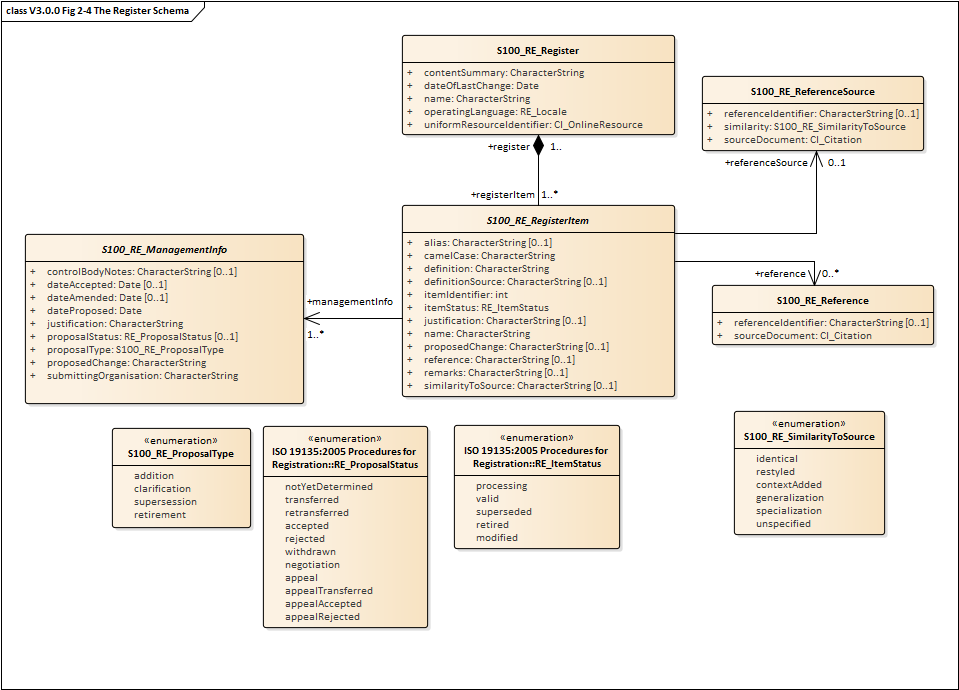 class V3.0.0 Fig 2-4 The Register Schema
S100_RE_Register
+ contentSummary: CharacterString
+ dateOfLastChange: Date
+ name: CharacterString
+ operatingLanguage: RE_Locale
+ uniformResourceIdentifier: CI_OnlineResource
S100_RE_ReferenceSource
+ referenceIdentifier: CharacterString [0..1]
+ similarity: S100_RE_SimilarityToSource
+ sourceDocument: CI_Citation
+register 1..
+referenceSource 0..1
+registerItem 1..*
S100_RE_RegisterItem
+ alias: CharacterString [0..1]
+ camelCase: CharacterString
+ definition: CharacterString
+ definitionSource: CharacterString [0..1]
+ itemIdentifier: int
+ itemStatus: RE_ItemStatus
+ justification: CharacterString [0..1]
+ name: CharacterString
+ proposedChange: CharacterString [0..1]
+ reference: CharacterString [0..1]
+ remarks: CharacterString [0..1]
+ similarityToSource: CharacterString [0..1]
S100_RE_ManagementInfo
+ controlBodyNotes: CharacterString [0..1]
+ dateAccepted: Date [0..1]
+ dateAmended: Date [0..1]
+ dateProposed: Date
+ justification: CharacterString
+ proposalStatus: RE_ProposalStatus [0..1]
+ proposalType: S100_RE_ProposalType
+ proposedChange: CharacterString
+ submittingOrganisation: CharacterString
+managementInfo
1..*
+reference 0..*
S100_RE_Reference
+ referenceIdentifier: CharacterString [0..1]
+ sourceDocument: CI_Citation
«enumeration»
S100_RE_ProposalType
addition
clarification
supersession
retirement
«enumeration»
ISO 19135:2005 Procedures for
Registration::RE_ProposalStatus
notYetDetermined
transferred
retransferred
accepted
rejected
withdrawn
negotiation
appeal
appealTransferred
appealAccepted
appealRejected
«enumeration»
ISO 19135:2005 Procedures for
Registration::RE_ItemStatus
processing
valid
superseded
retired
modified
«enumeration»
S100_RE_SimilarityToSource
identical
restyled
contextAdded
generalization
specialization
unspecified